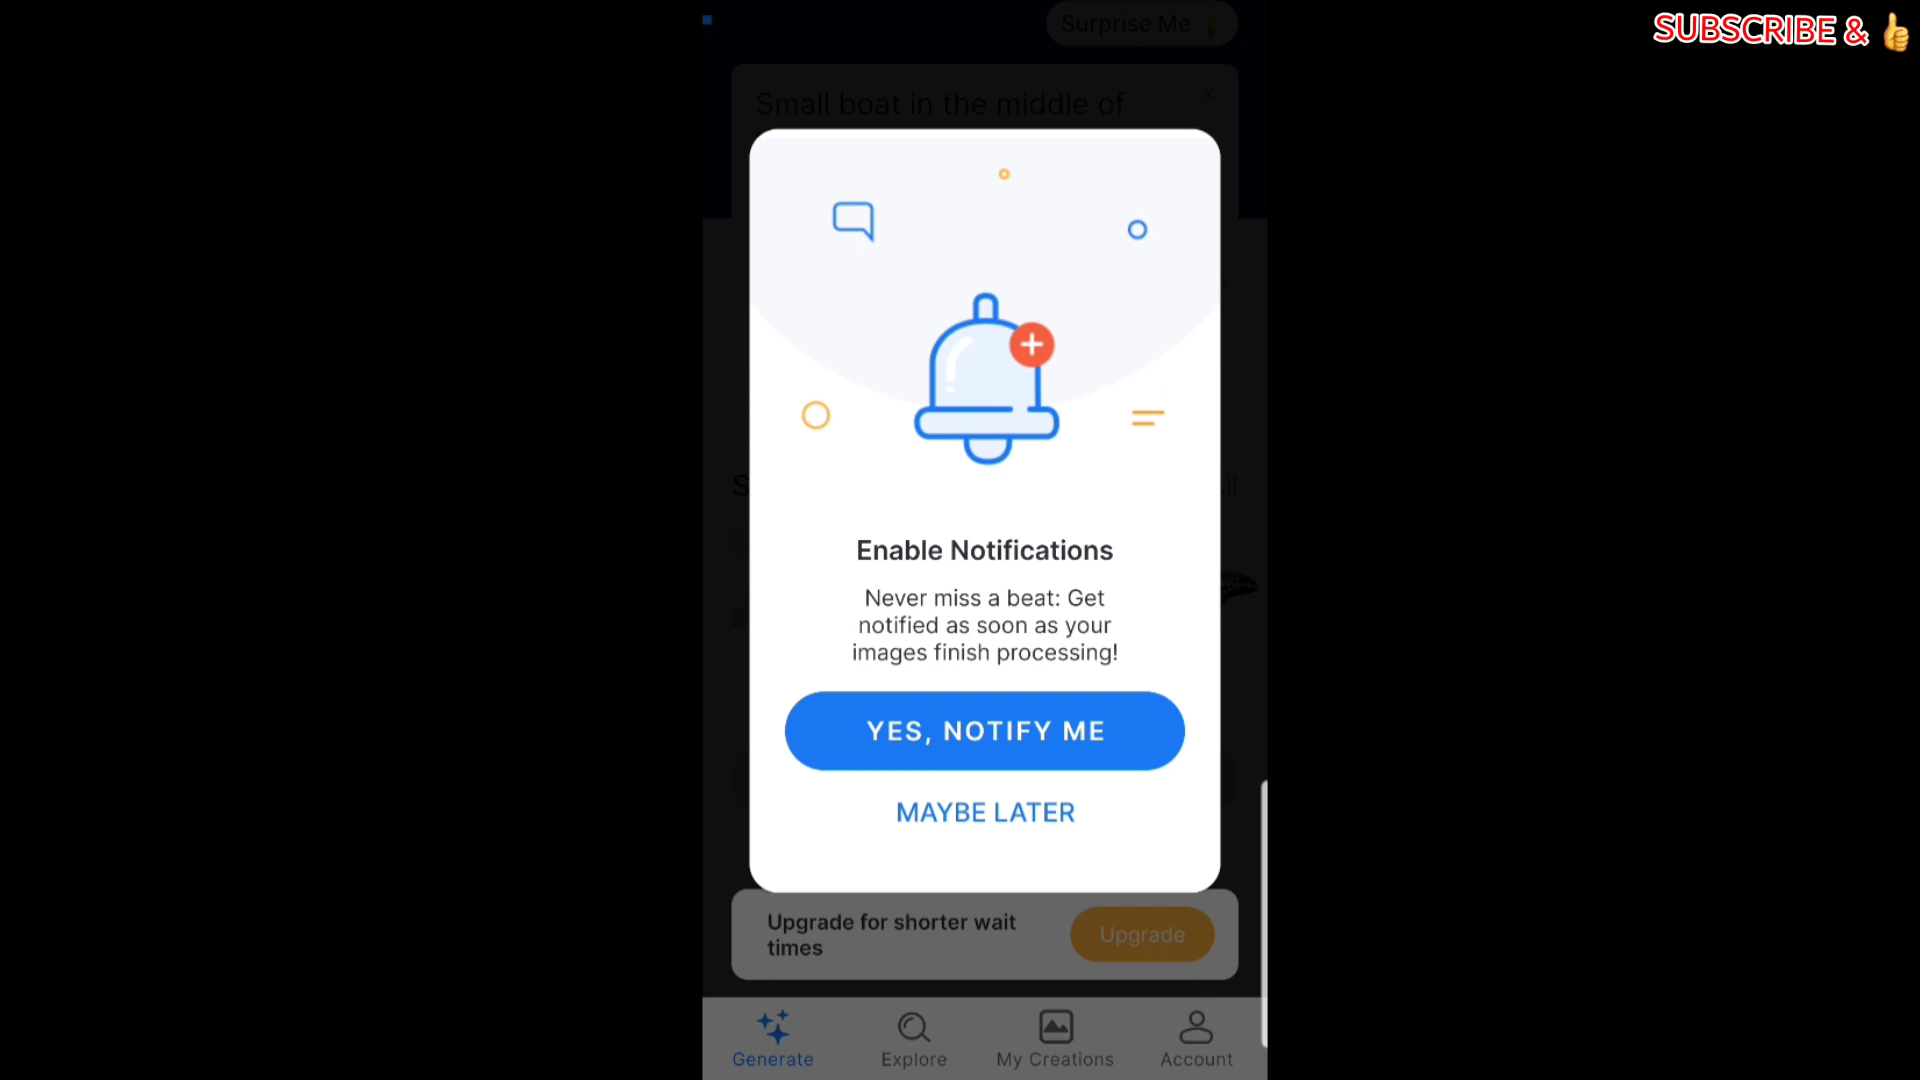 SUBSCRIBE & 👍
Surprise Me
Small boat in the middle of
Enable Notifications
Never miss a beat: Get
notified as soon as your
images finish processing!
YES, NOTIFY ME
MAYBE LATER
Upgrade for shorter wait
times
Upgrade
Generate
Explore
My Creations
Account